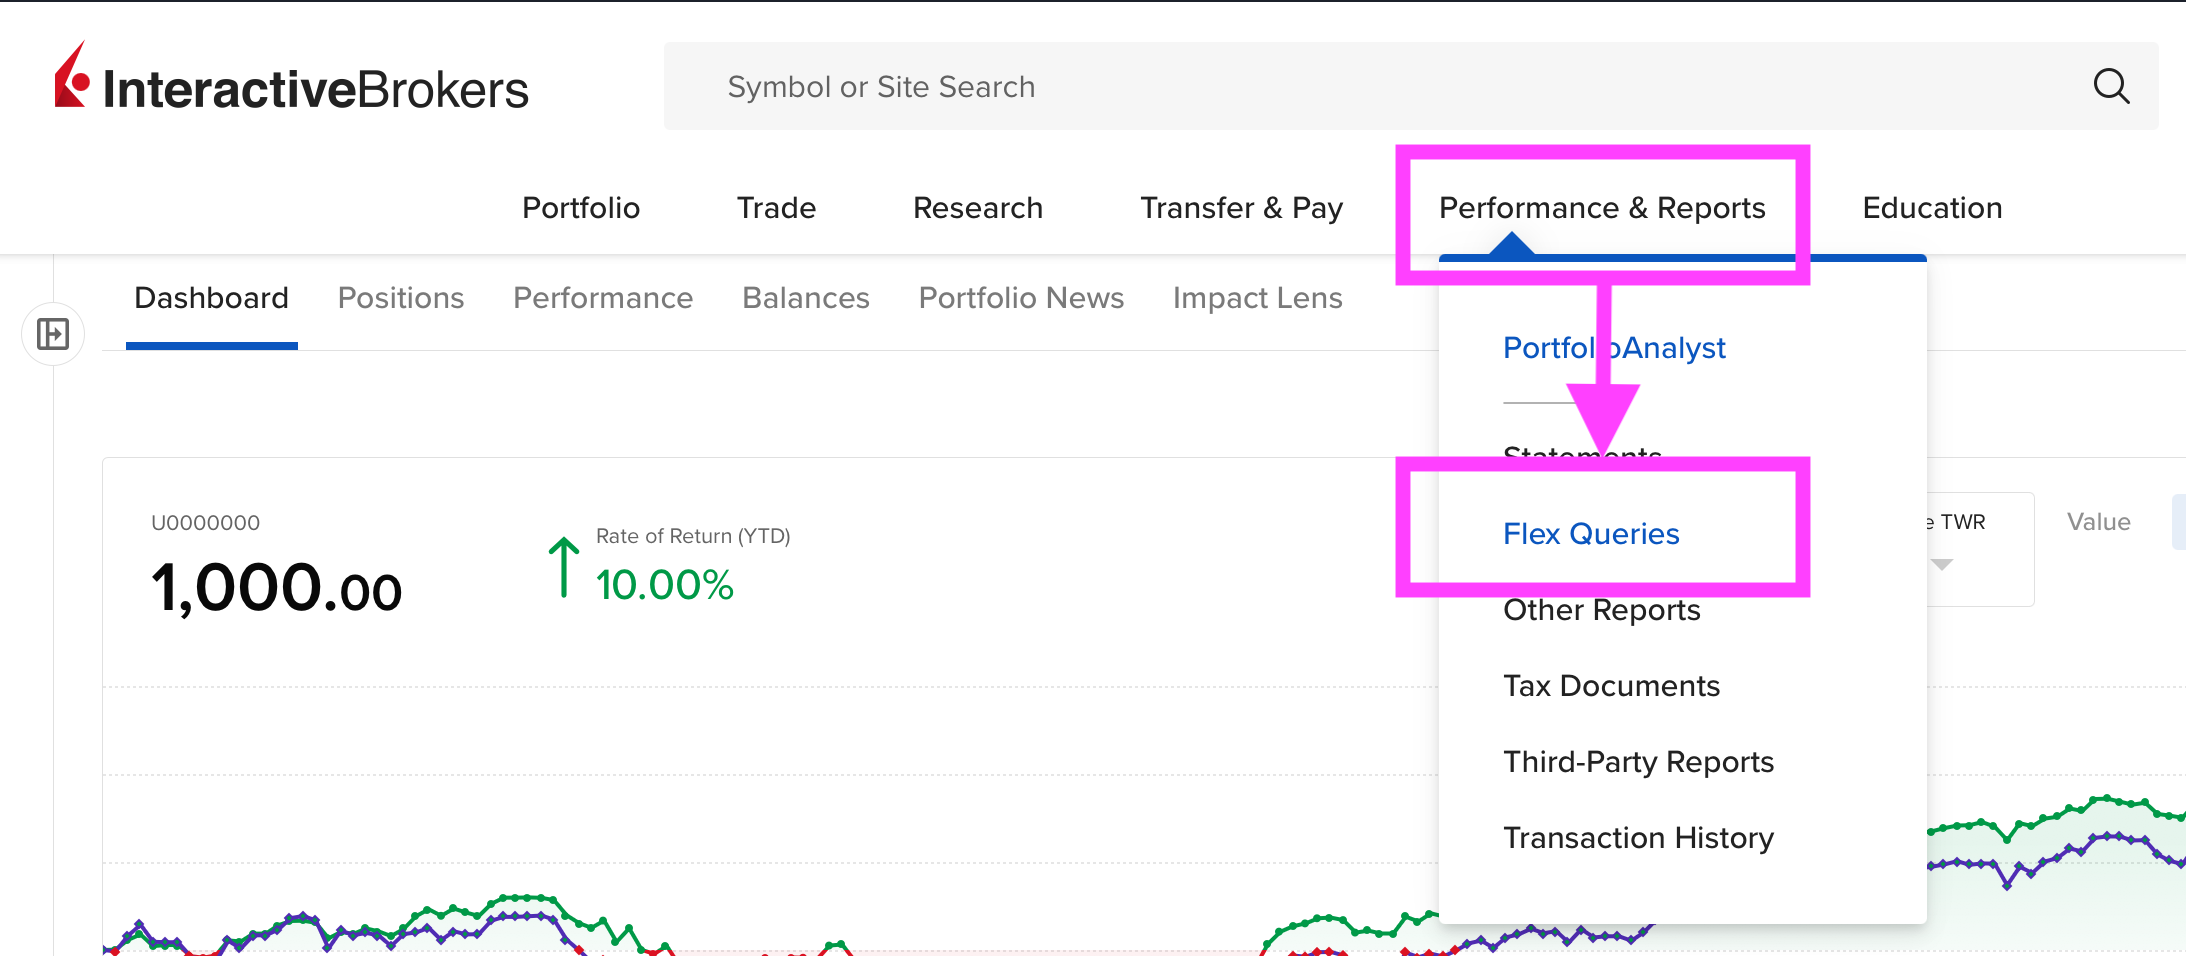 InteractiveBrokers
Symbol or Site Search
Portfolio Trade Research Transfer & Pay Performance & Reports Education
Dashboard Positions Performance Balances Portfolio News Impact Lens
PortfolioAnalyst
Statements
Flex Queries
Other Reports
Tax Documents
Third-Party Reports
Transaction History
U0000000
1,000.00
Rate of Return (YTD)
10.00%
e TWR
Value